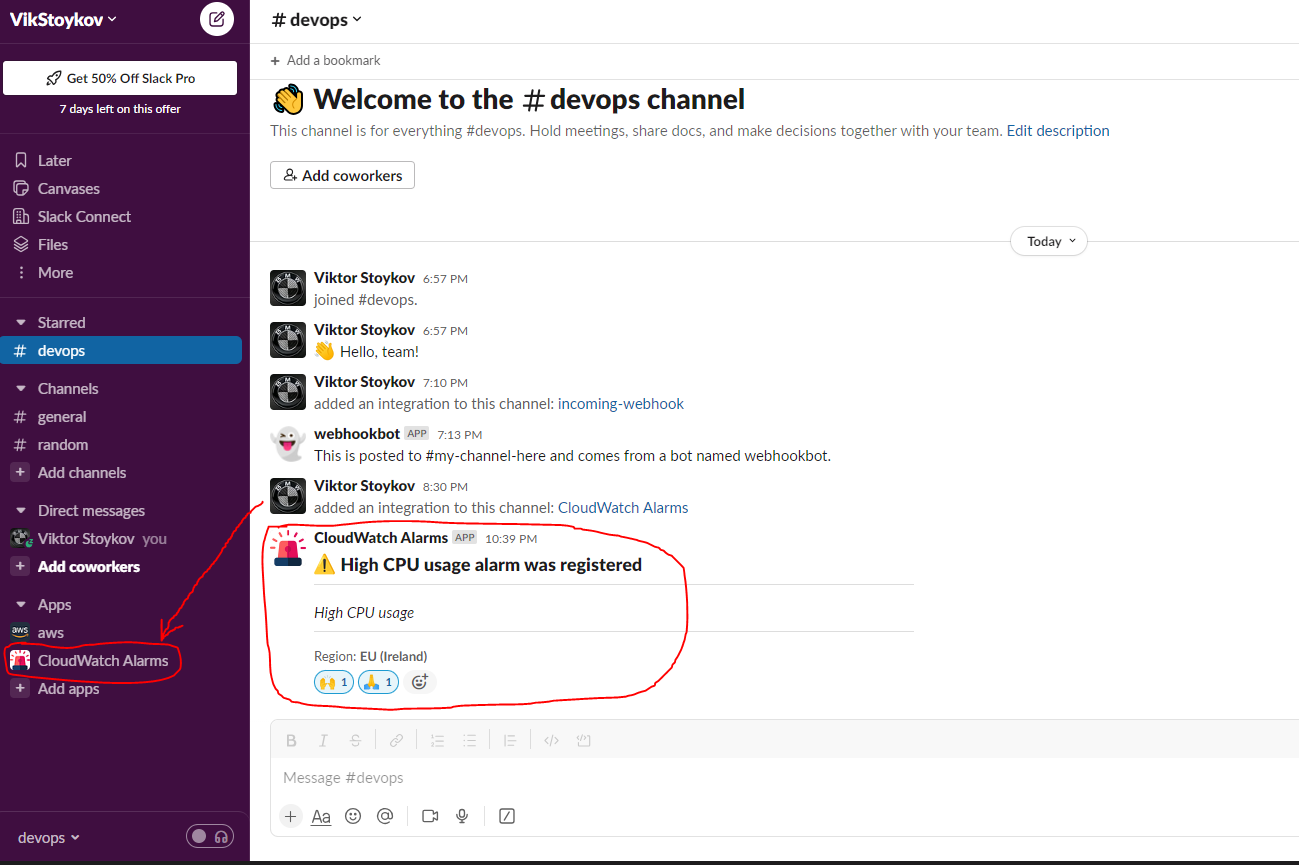 VikStoykov
Get 50% Off Slack Pro
7 days left on this offer
Later
Canvases
Slack Connect
Files
More
Starred
# devops
Channels
# general
# random
+ Add channels
Direct messages
Viktor Stoykov you
+ Add coworkers
Apps
aws aws
CloudWatch Alarms
+ Add apps
devops
# devops
+ Add a bookmark
👋 Welcome to the # devops channel
This channel is for everything #devops. Hold meetings, share docs, and make decisions together with your team. Edit description
Add coworkers
Today
Viktor Stoykov 6:57 PM
joined #devops.
Viktor Stoykov 6:57 PM
👋 Hello, team!
Viktor Stoykov 7:10 PM
added an integration to this channel: incoming-webhook
webhookbot APP 7:13 PM
This is posted to #my-channel-here and comes from a bot named webhookbot.
Viktor Stoykov 8:30 PM
added an integration to this channel: CloudWatch Alarms
CloudWatch Alarms APP 10:39 PM
⚠️ High CPU usage alarm was registered
High CPU usage
Region: EU (Ireland)
🙌 1 🙏 1
B I S
Message #devops
+ Aa @